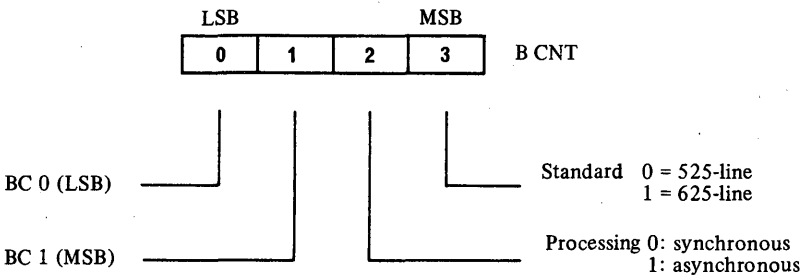 LSB MSB
0 1 2 3 B CNT
BC 0 (LSB) Standard 0 = 525-line
1 = 625-line
BC 1 (MSB) Processing 0: synchronous
1: asynchronous